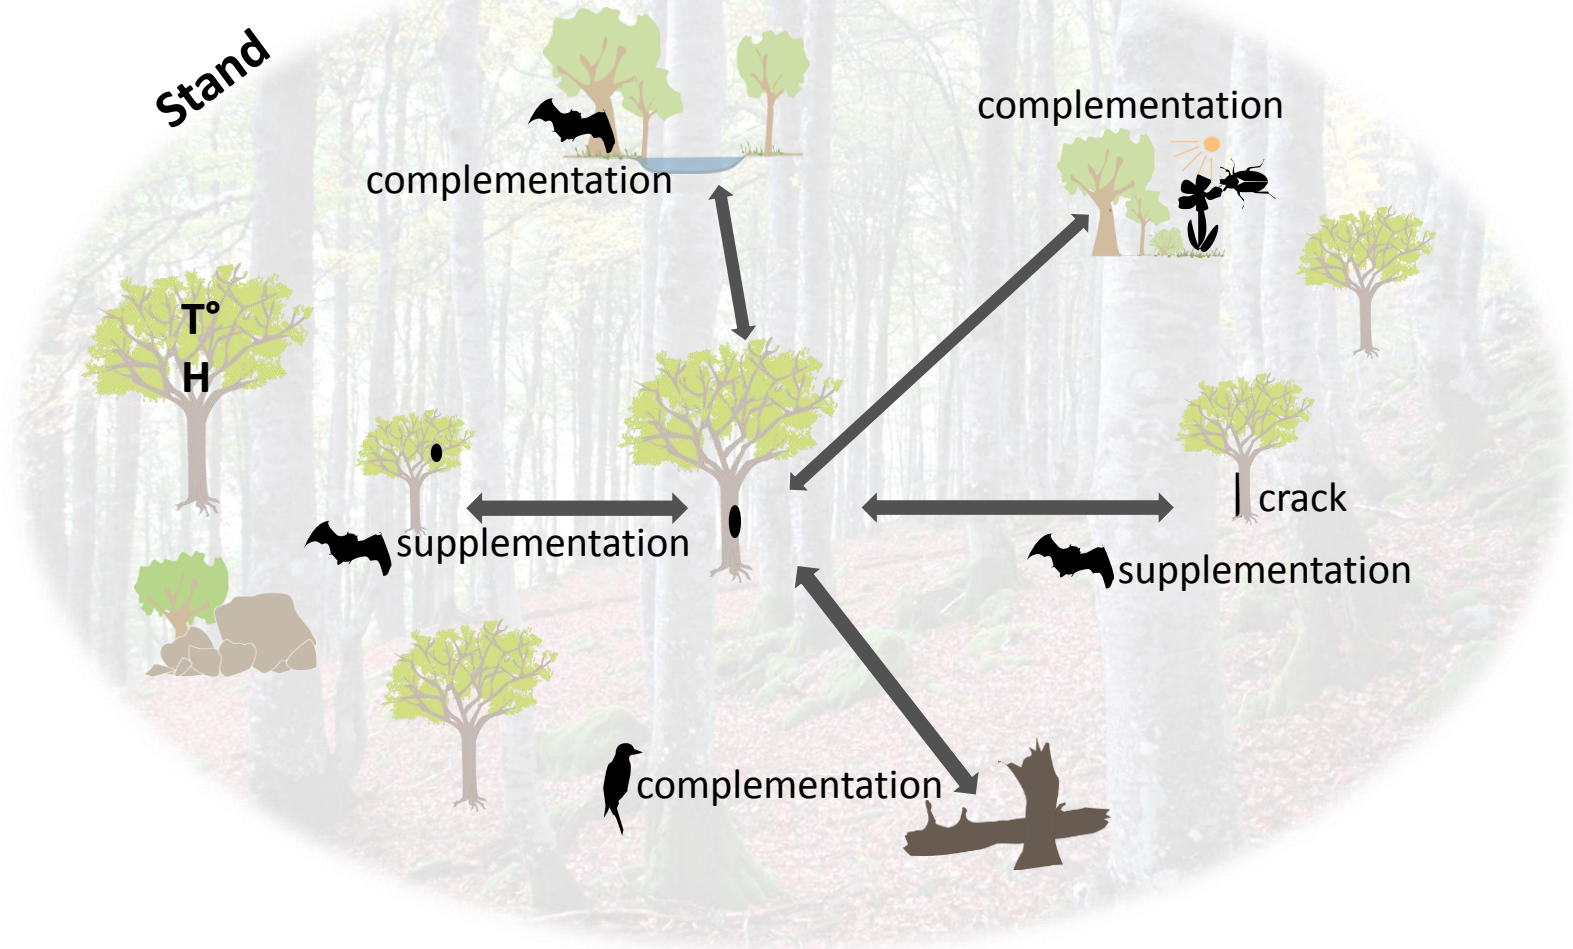 Stand
complementation
complementation
T°
H
crack
supplementation
supplementation
complementation